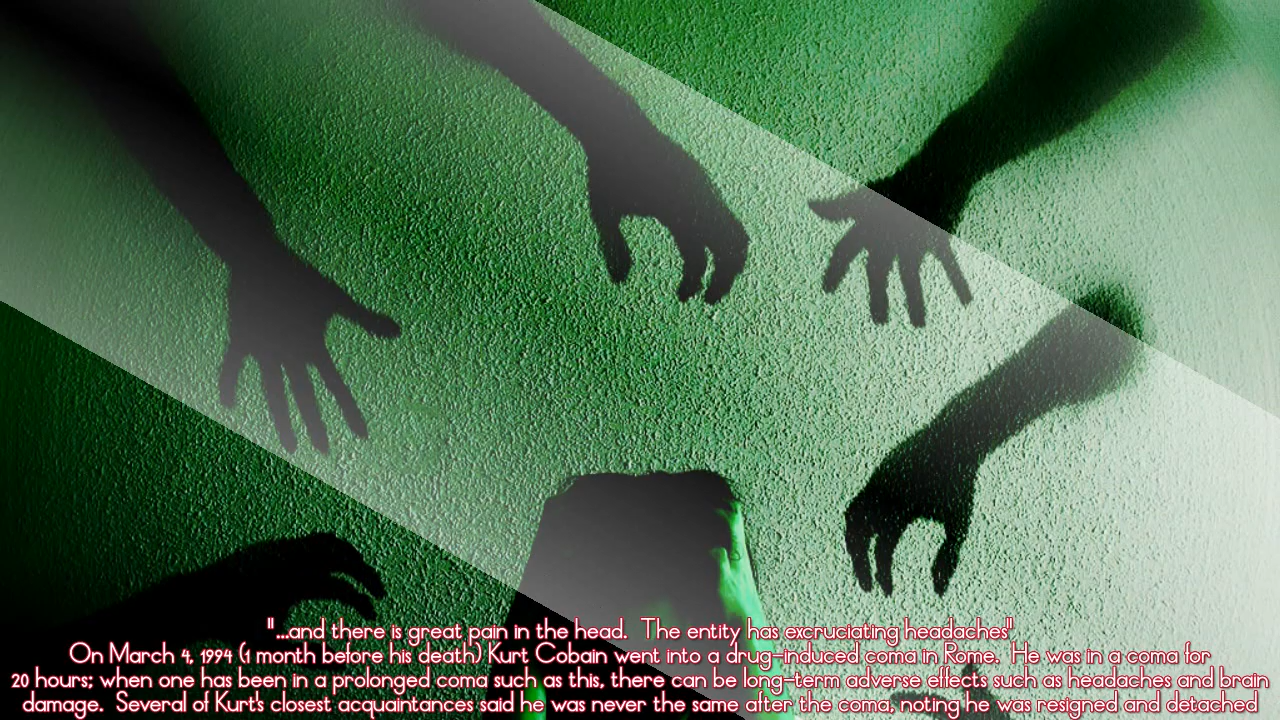 "...and there is great pain in the head.  The entity has excruciating headaches"
On March 4, 1994 (1 month before his death) Kurt Cobain went into a drug-induced coma in Rome.  He was in a coma for
20 hours; when one has been in a prolonged coma such as this, there can be long-term adverse effects such as headaches and brain
damage.  Several of Kurt's closest acquaintances said he was never the same after the coma, noting he was resigned and detached